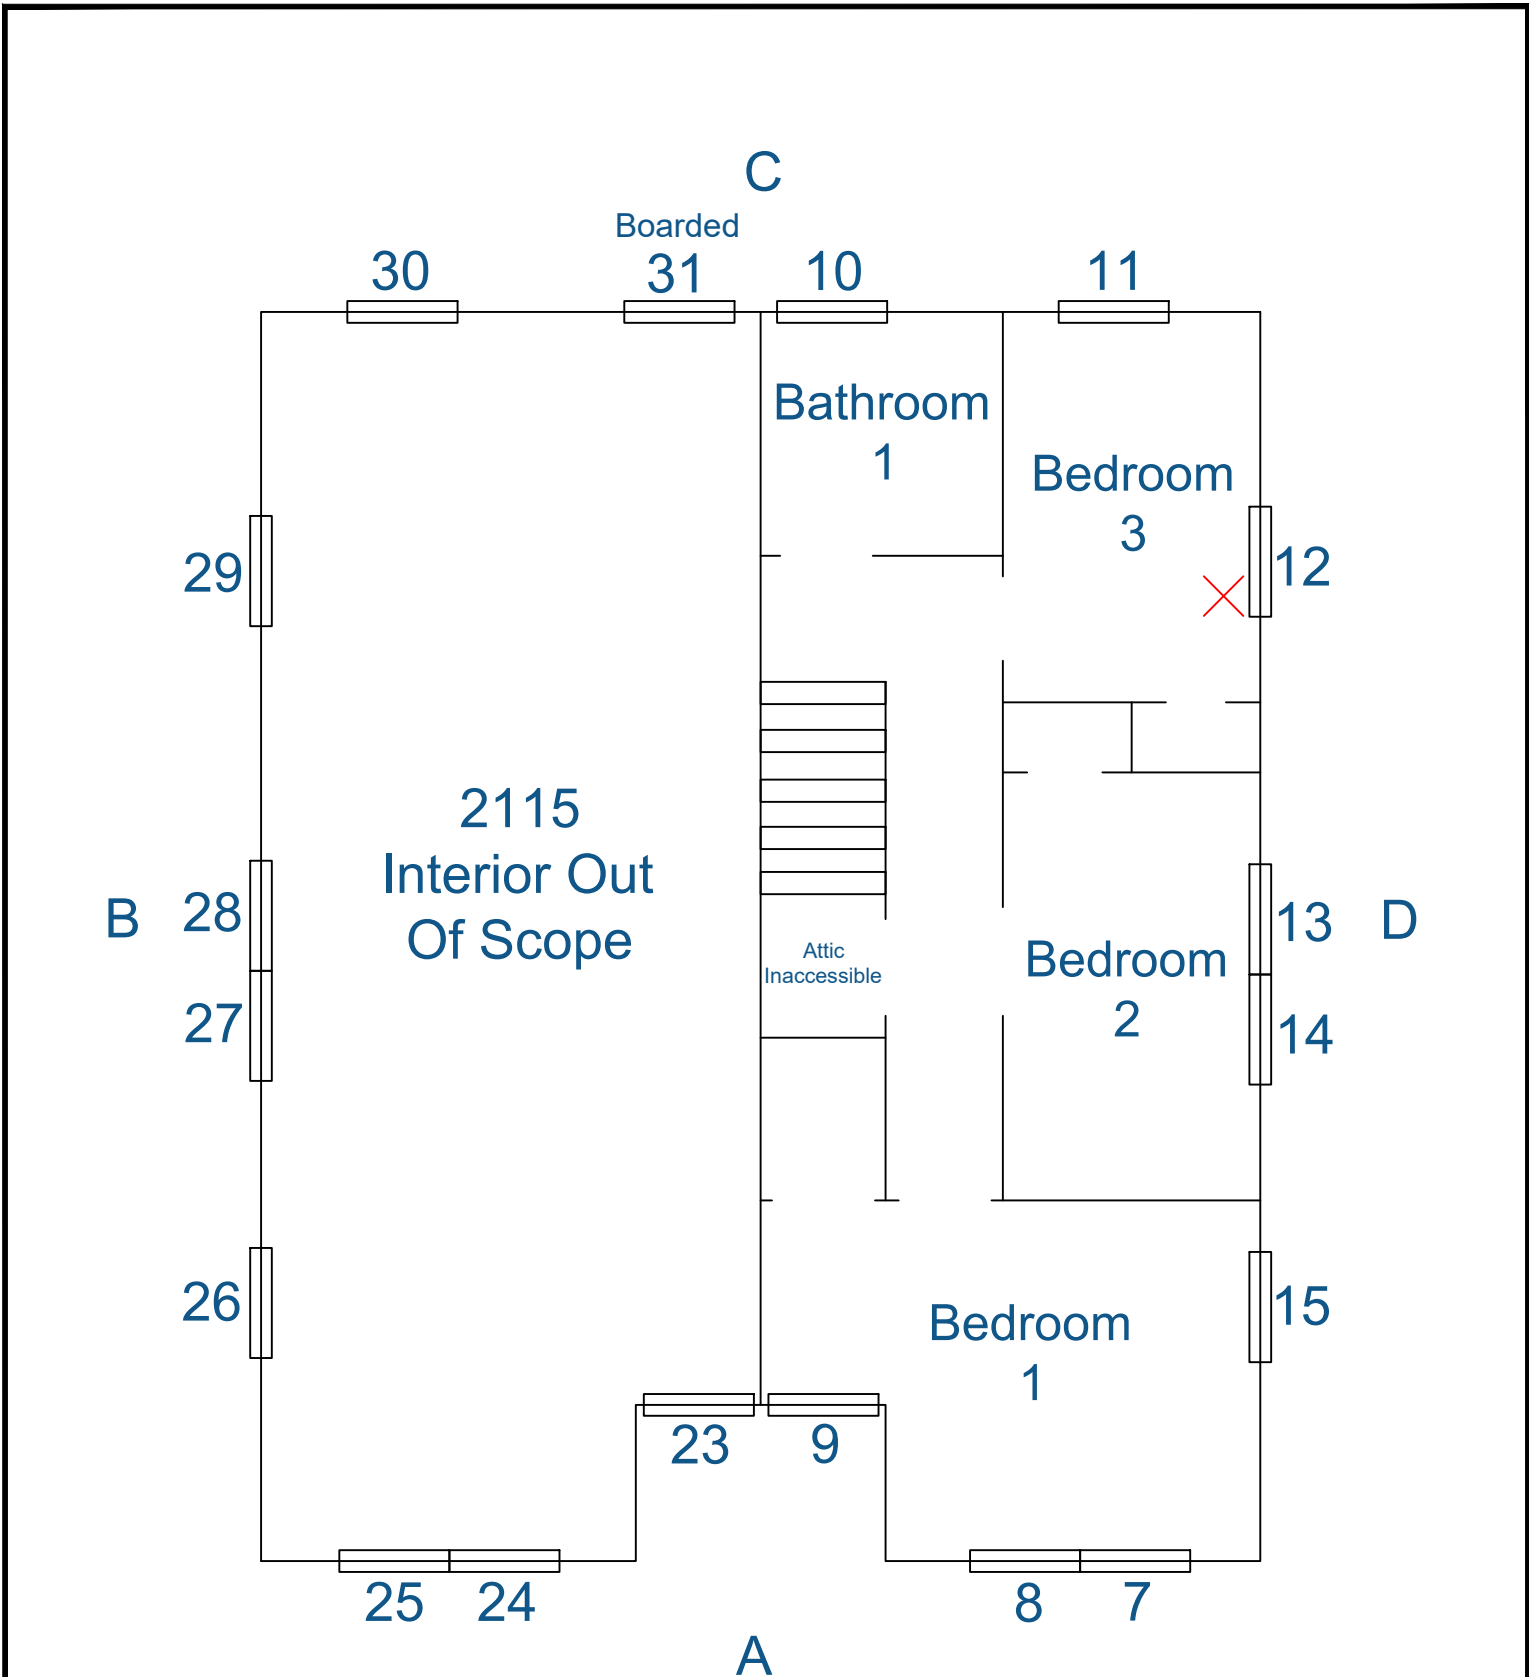 C
Boarded
30
31
10
11
Bathroom
1
Bedroom
3
29
12
2115
Interior Out
Of Scope
B
28
13
D
Attic
Inaccessible
Bedroom
2
27
14
26
15
Bedroom
1
23
9
25
24
8
7
A